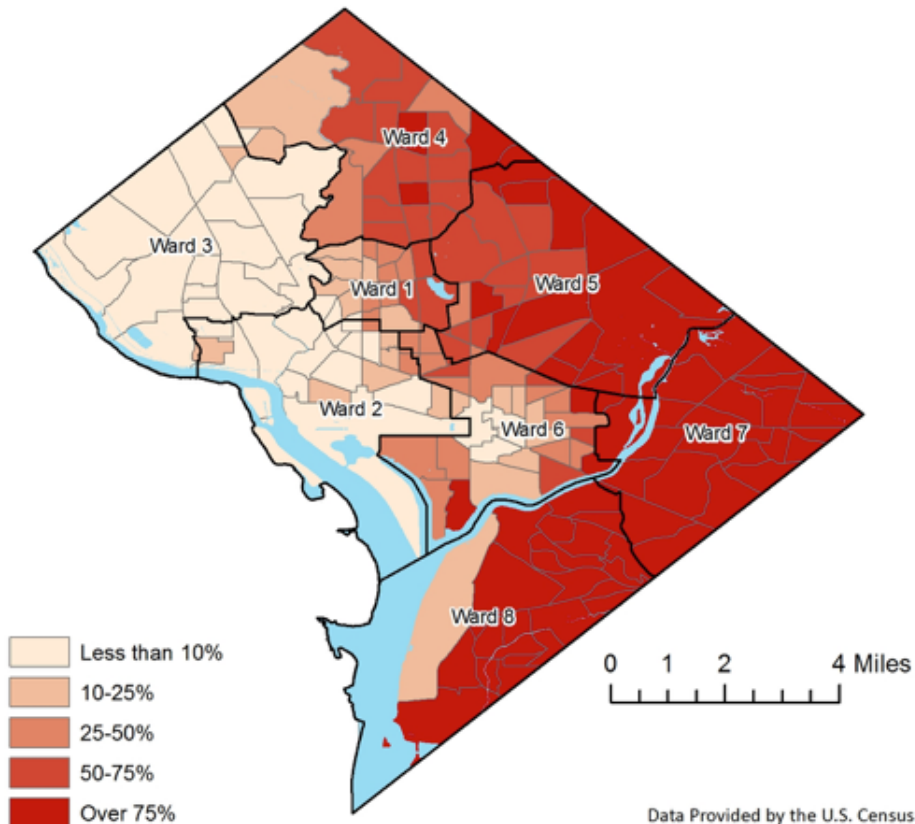 Ward 4
Ward 3
Ward 1
Ward 5
Ward 2
Ward 6
Ward 7
Ward 8
Less than 10%
10-25%
25-50%
50-75%
Over 75%
0 1 2 4 Miles
Data Provided by the U.S. Census